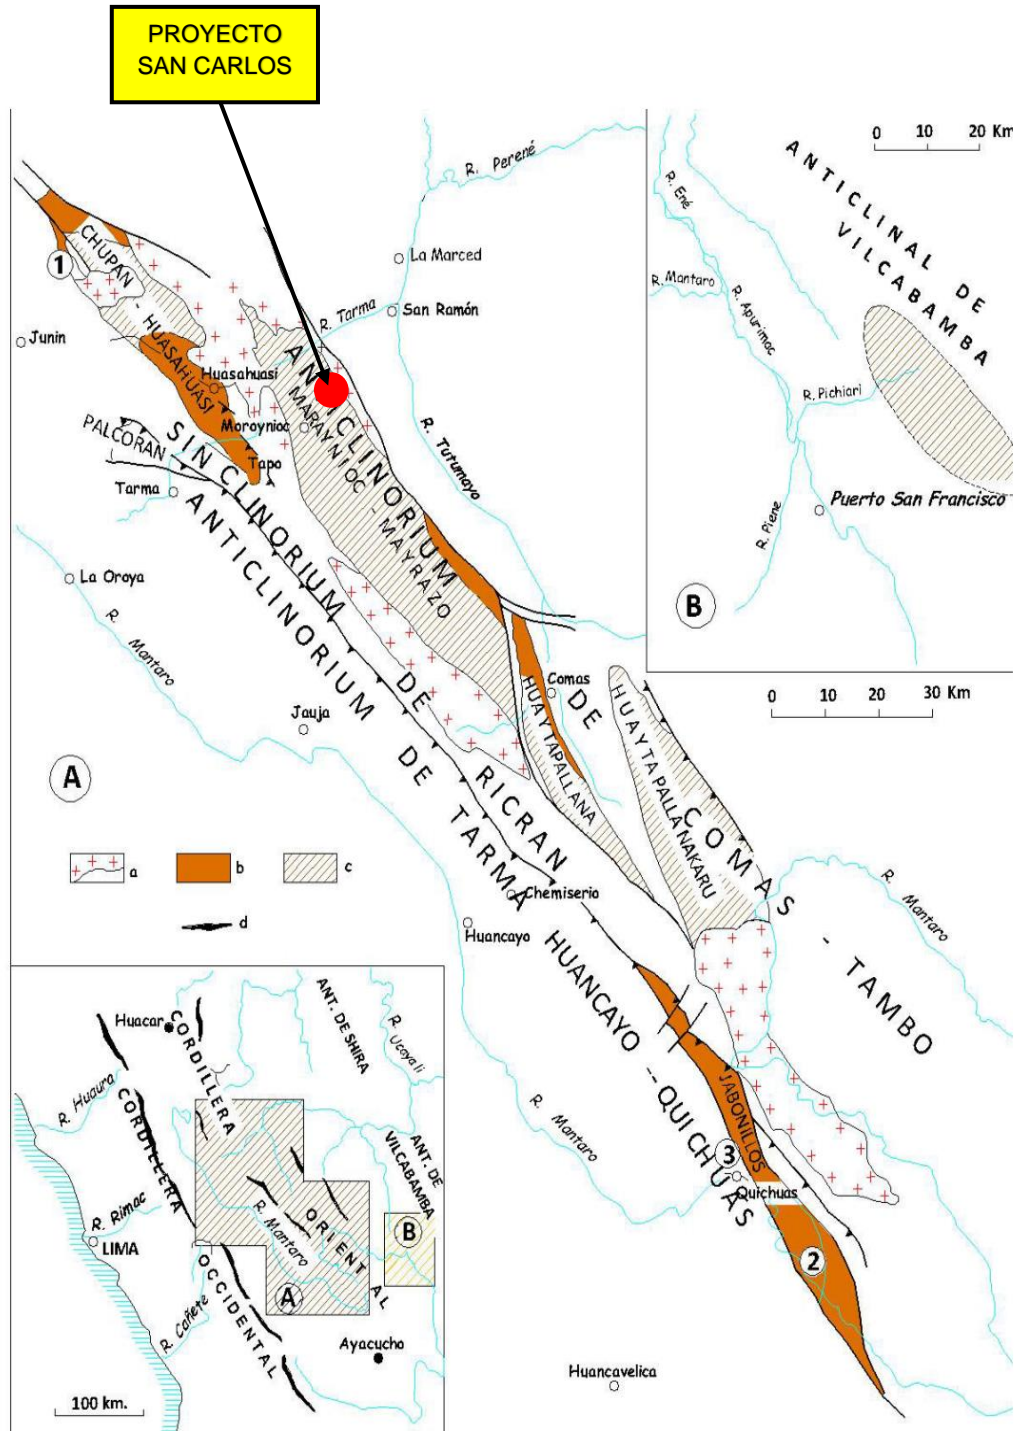 PROYECTO
SAN CARLOS
0 10 20 Km
ANTICLINAL DE
VILCABAMBA
R. Ené
R. Mantaro
R. Apurimac
R. Pichiari
R. Piene
Puerto San Francisco
B
R. Perené
La Marced
R. Tarma
San Ramón
R. Tutumayo
CHUPAN - HUASAHUASI
1
Junin
Huasahuasi
Moroynioc
MARAYNIOC - MAYRAZO
ANTICLINORIUM DE COMAS - TAMBO
PALCORAN
Tapo
Tarma
SINCLINORIUM DE RICRAN
ANTICLINORIUM DE TARMA
HUANCAYO -- QUICHUAS
La Oroya
R. Mantaro
Jauja
Comas
HUAYTAPALLANA
HUAYTAPALLANAKARU
0 10 20 30 Km
A
a
b
c
d
Chemiserio
Huancayo
R. Mantaro
R. Mantaro
JABONILLOS
3
Quichuas
2
Huancavelica
Huacar
CORDILLERA
ANT. DE SHIRA
R. Ucayali
R. Huaura
CORDILLERA
OCCIDENTAL
ORIENTAL
ANT. DE
VILCABAMBA
R. Rimac
LIMA
R. Mantaro
B
A
R. Cañete
Ayacucho
100 km.